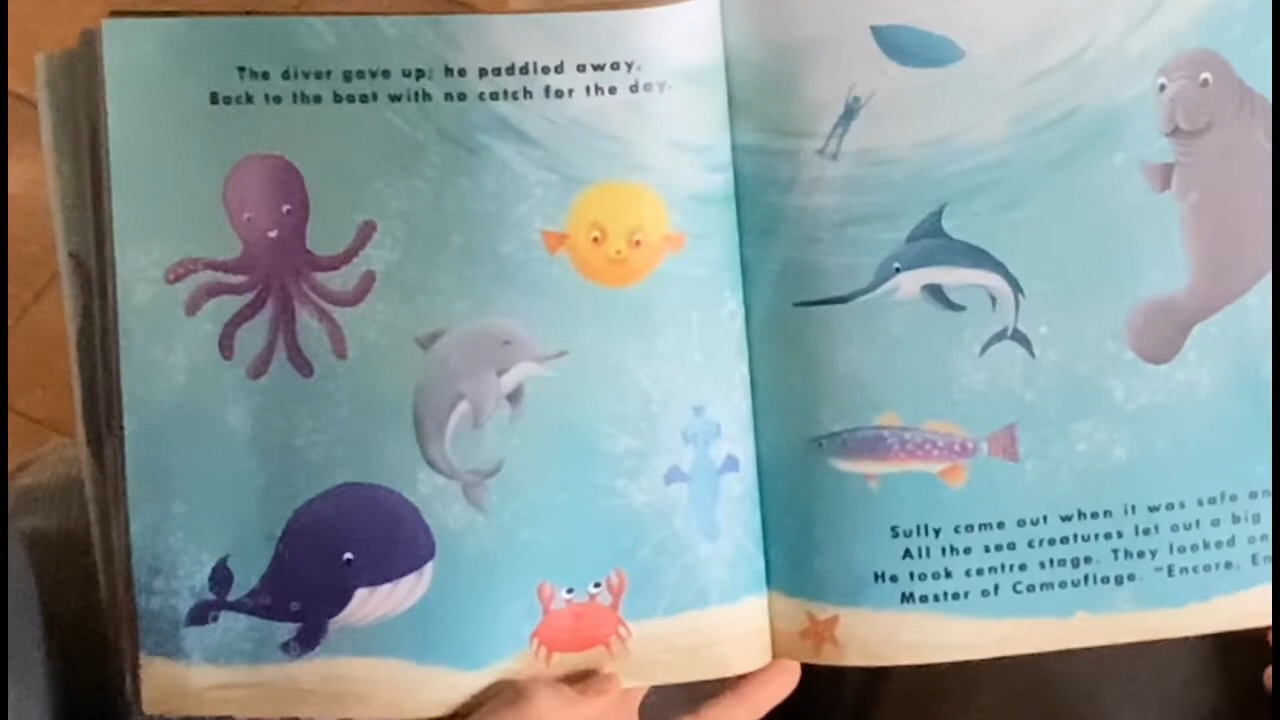 The diver gave up; he paddled away.
Back to the boat with no catch for the day.
Sully came out when it was safe an
All the sea creatures let out a big
He took centre stage. They looked on
Master of Camouflage. "Encore, En